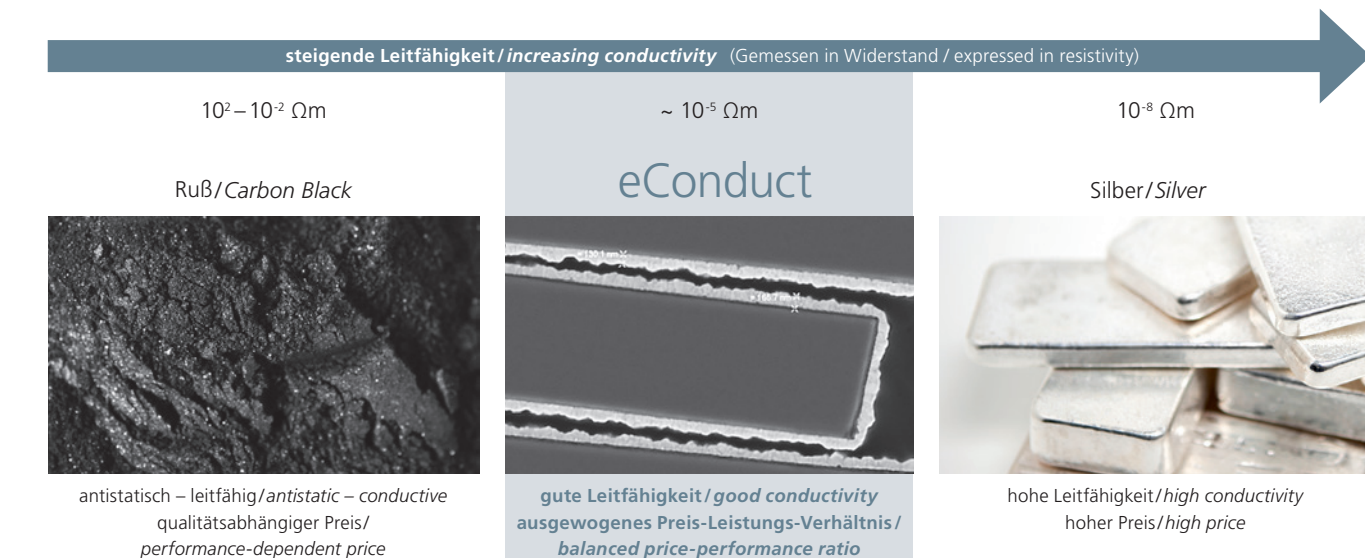 steigende Leitfähigkeit / increasing conductivity (Gemessen in Widerstand / expressed in resistivity)
10² – 10⁻² Ωm
~ 10⁻⁵ Ωm
10⁻⁸ Ωm
Ruß / Carbon Black
eConduct
Silber / Silver
antistatisch – leitfähig / antistatic – conductive
qualitätsabhängiger Preis /
performance-dependent price
gute Leitfähigkeit / good conductivity
ausgewogenes Preis-Leistungs-Verhältnis /
balanced price-performance ratio
hohe Leitfähigkeit / high conductivity
hoher Preis / high price